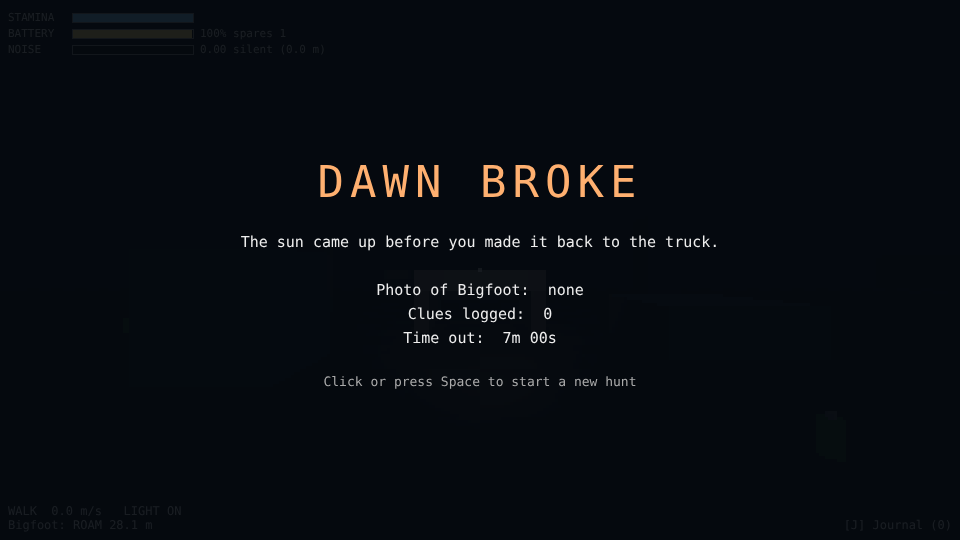 STAMINA
BATTERY 100% spares 1
NOISE 0.00 silent (0.0 m)
DAWN BROKE
The sun came up before you made it back to the truck.
Photo of Bigfoot: none
Clues logged: 0
Time out: 7m 00s
Click or press Space to start a new hunt
WALK 0.0 m/s LIGHT ON
Bigfoot: ROAM 28.1 m
[J] Journal (0)